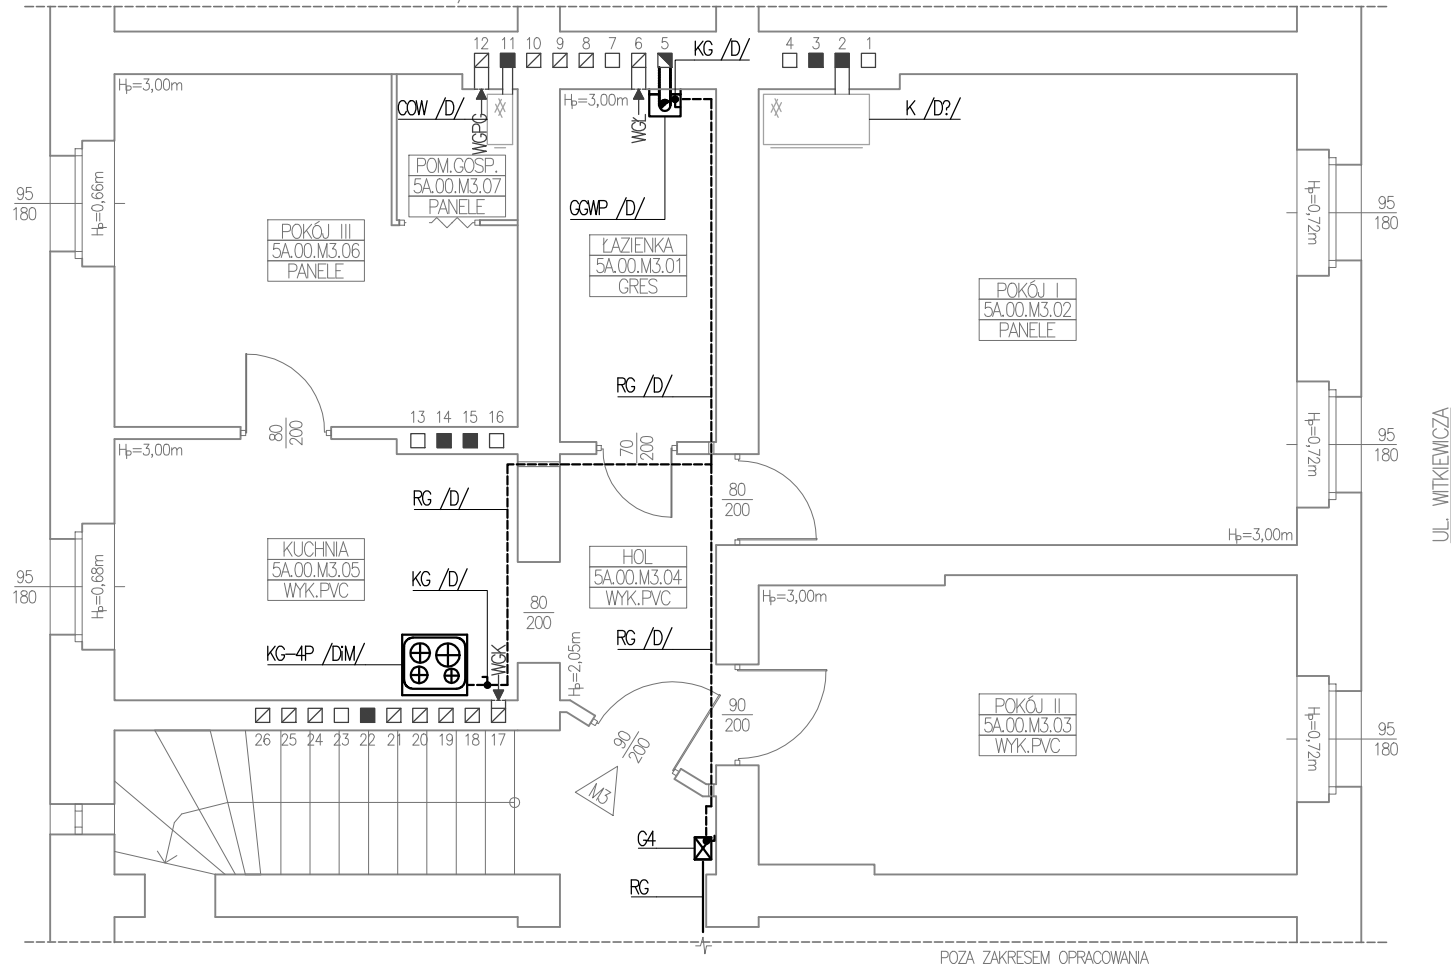 12 11 10 9 8 7 6 5
KG /D/
4 3 2 1
Hp=3,00m
COW /D/
WGPG
Hp=3,00m
WGŁ
K /D?/
POM.GOSP.
5A.00.M3.07
PANELE
95
180
Hp=0,66m
GGWP /D/
Hp=0,72m
95
180
POKÓJ III
5A.00.M3.06
PANELE
ŁAZIENKA
5A.00.M3.01
GRES
POKÓJ I
5A.00.M3.02
PANELE
RG /D/
13 14 15 16
80
200
70
200
Hp=0,72m
95
180
UL. WITKIEWICZA
Hp=3,00m
RG /D/
80
200
Hp=3,00m
KUCHNIA
5A.00.M3.05
WYK.PVC
HOL
5A.00.M3.04
WYK.PVC
95
180
Hp=0,68m
KG /D/
80
200
Hp=3,00m
RG /D/
KG-4P /DiM/
WGK
Hp=2,05m
26 25 24 23 22 21 20 19 18 17
90
200
90
200
POKÓJ II
5A.00.M3.03
WYK.PVC
Hp=0,72m
95
180
M3
G4
RG
POZA ZAKRESEM OPRACOWANIA